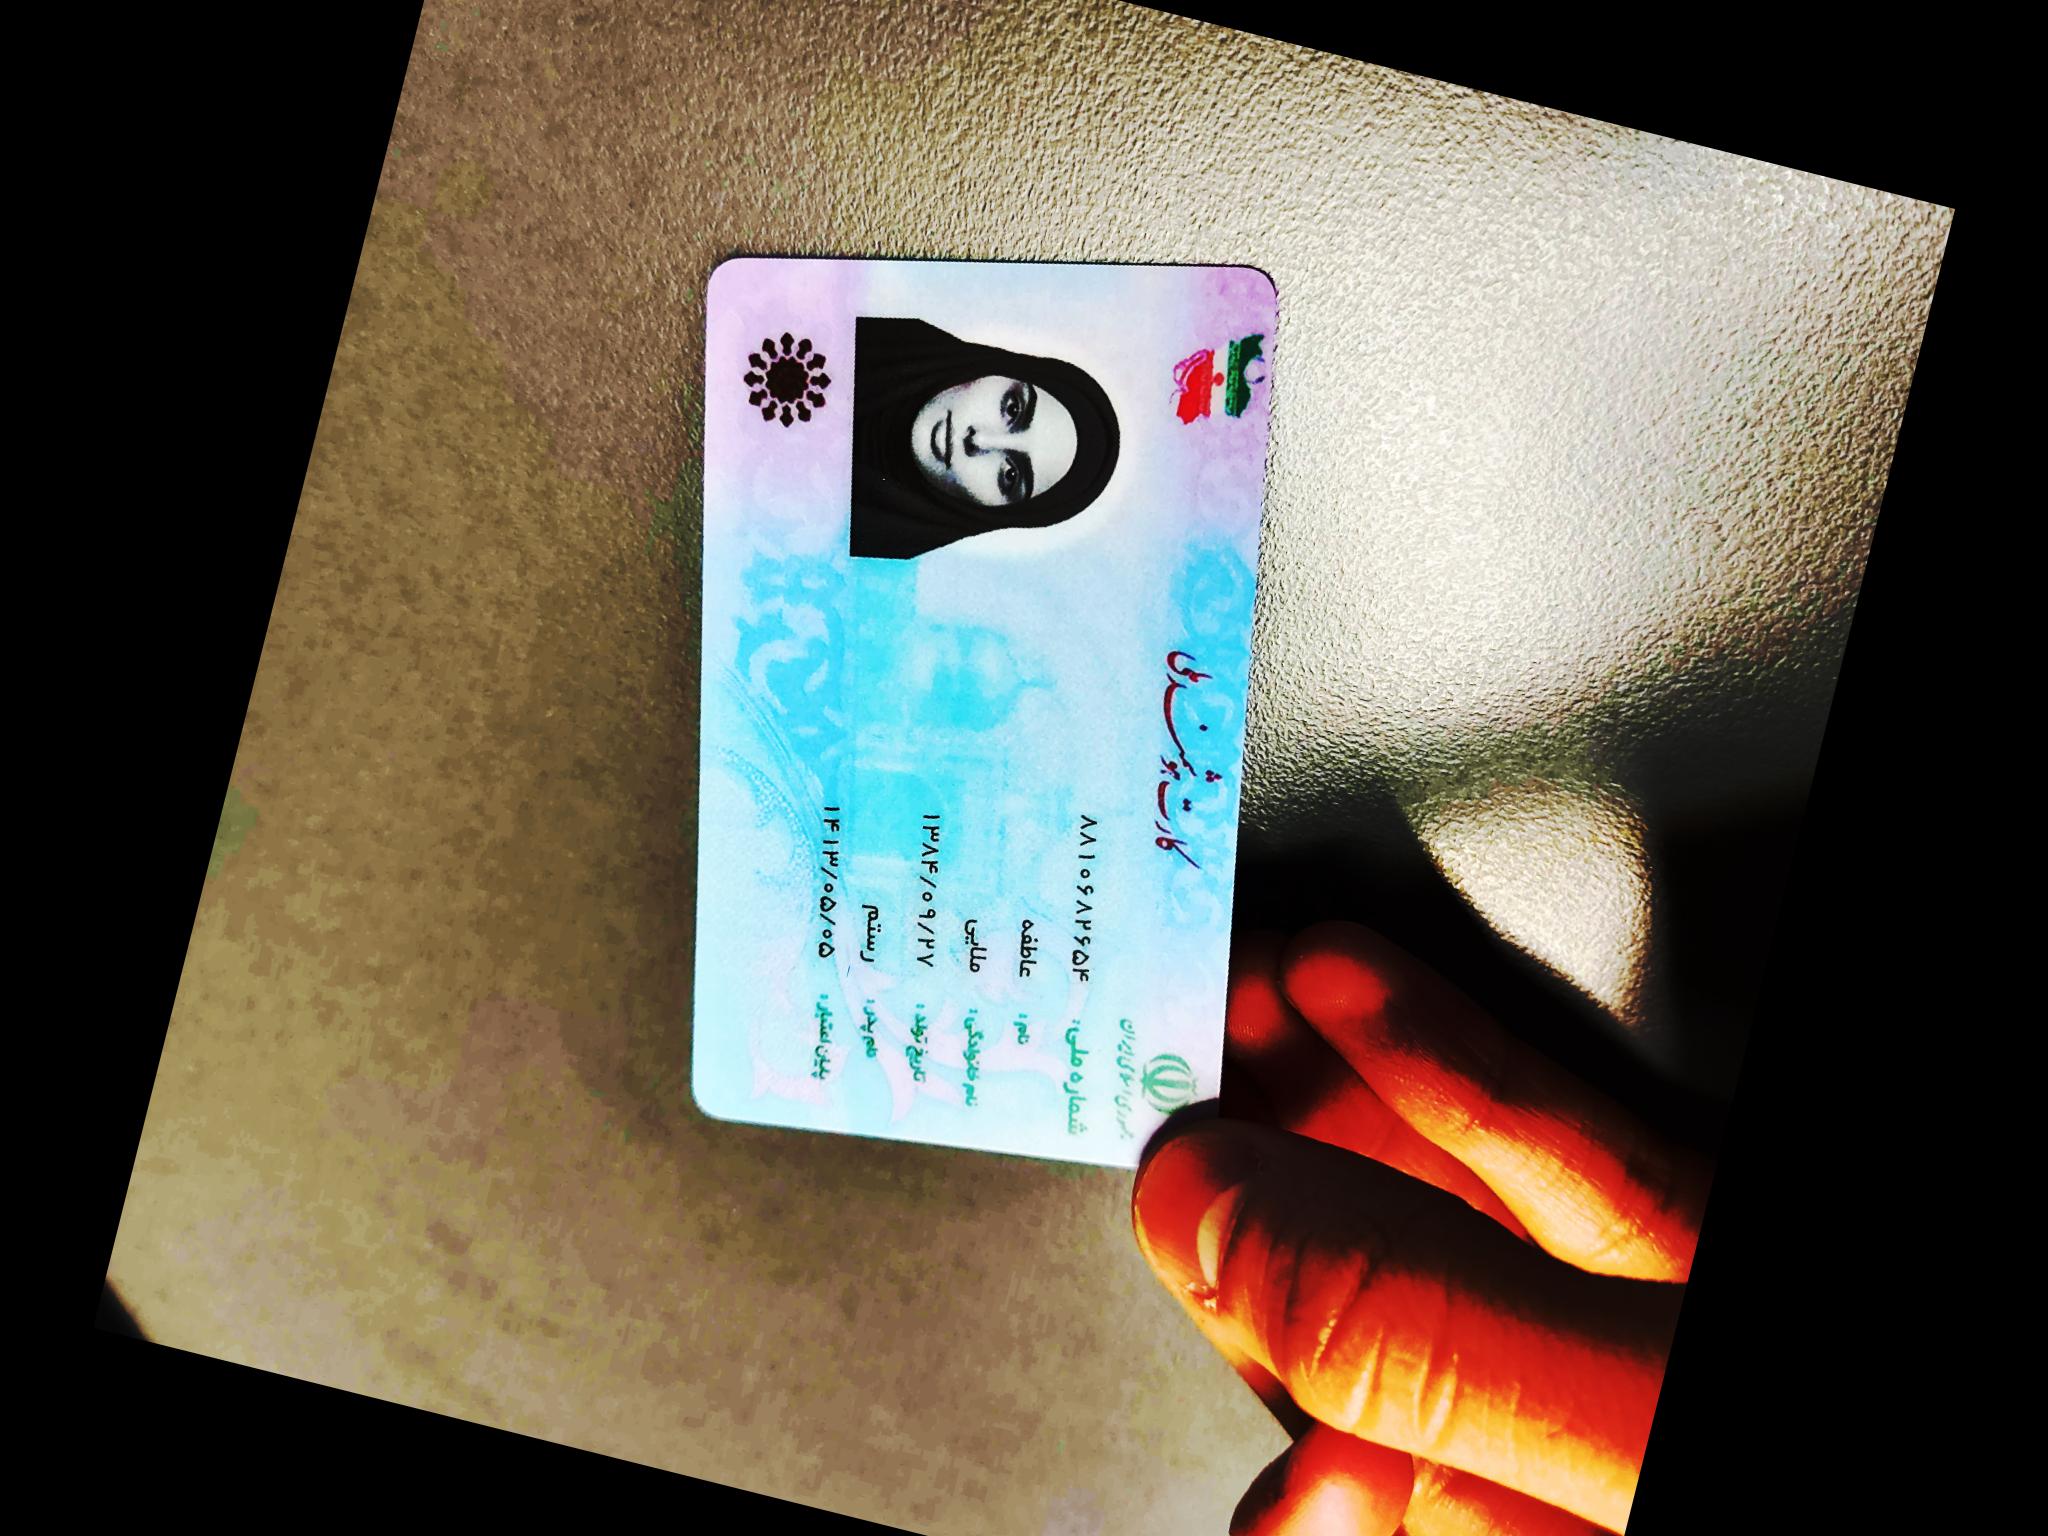 کارت هوشمند ملی
جمهوری اسلامی ایران
شماره ملی: ۸۸۱۰۶۸۲۶۵۴
نام: عاطفه
نام خانوادگی: ملایی
تاریخ تولد: ۱۳۸۴/۰۹/۲۷
نام پدر: رستم
پایان اعتبار: ۱۴۱۳/۰۵/۰۵